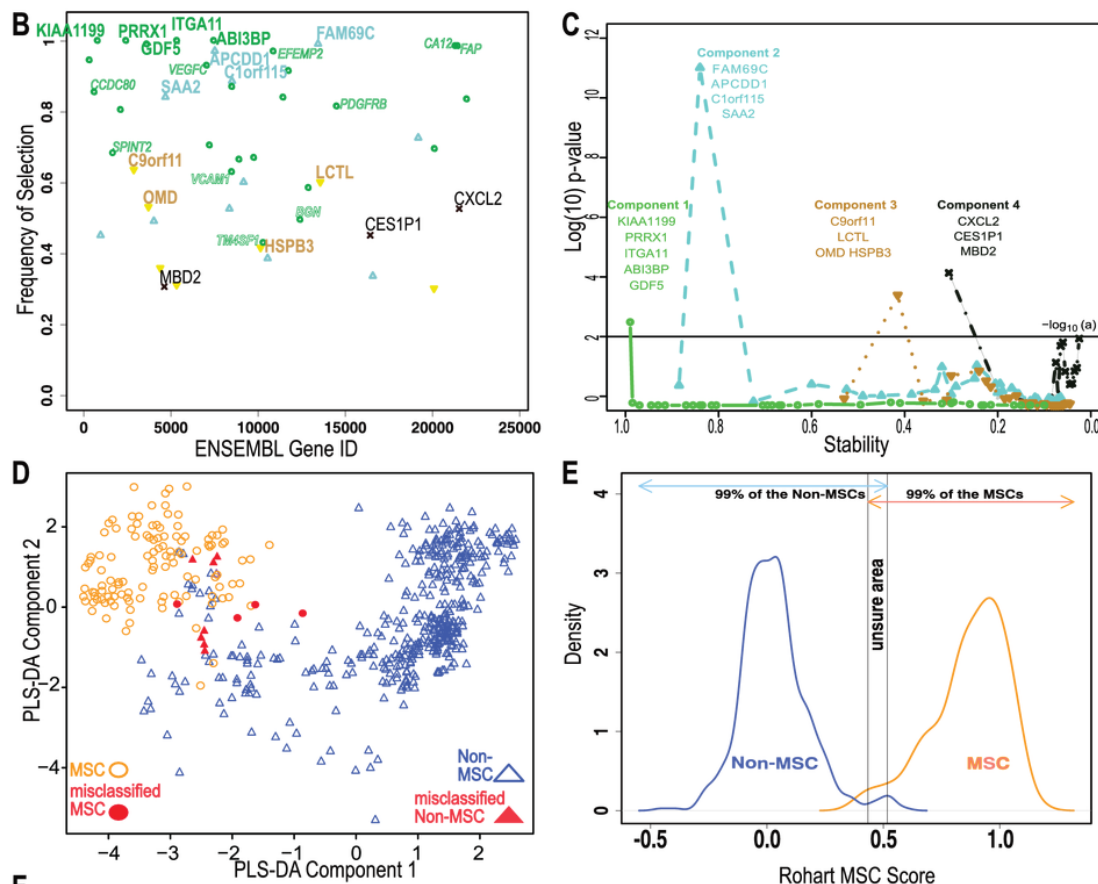 B
KIAA1199
PRRX1
ITGA11
GDF5
ABI3BP
FAM69C
CA12
FAP
VEGFC
APCDD1
EFEMP2
C1orf115
CCDC80
SAA2
PDGFRB
SPINT2
C9orf11
VCAM1
LCTL
OMD
BGN
CXCL2
CES1P1
TM4SF1
HSPB3
MBD2
Frequency of Selection
1
0.8
0.6
0.4
0.2
0.0
0
5000
10000
15000
20000
25000
ENSEMBL Gene ID
C
Component 2
FAM69C
APCDD1
C1orf115
SAA2
Component 1
KIAA1199
PRRX1
ITGA11
ABI3BP
GDF5
Component 3
C9orf11
LCTL
OMD HSPB3
Component 4
CXCL2
CES1P1
MBD2
−log10 (a)
Log(10) p-value
12
10
8
6
4
2
0
1.0
0.8
0.6
0.4
0.2
0.0
Stability
D
PLS-DA Component 2
2
0
−2
−4
MSC
misclassified
MSC
Non-
MSC
misclassified
Non-MSC
−4
−3
−2
−1
0
1
2
PLS-DA Component 1
E
99% of the Non-MSCs
99% of the MSCs
unsure area
Non-MSC
MSC
Density
4
3
2
1
0
-0.5
0.0
0.5
1.0
Rohart MSC Score